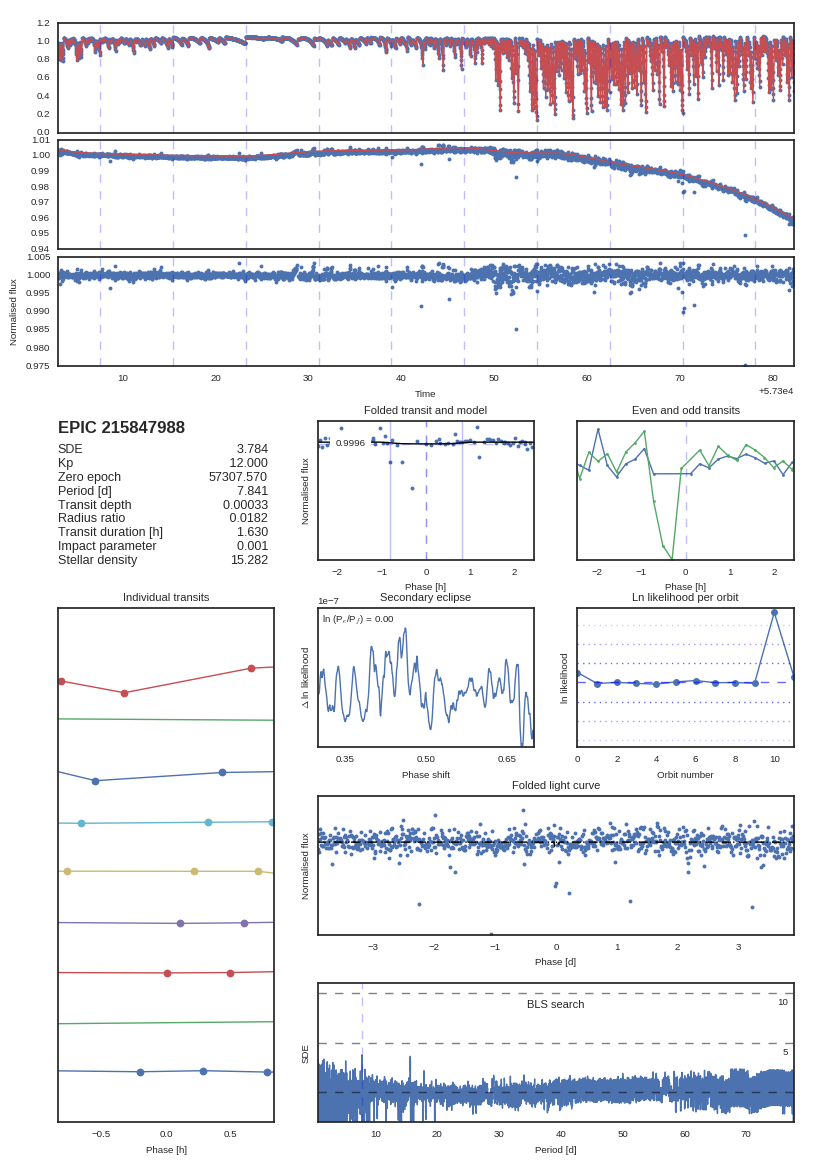 1.2
1.0
0.8
0.6
0.4
0.2
0.0
1.01
1.00
0.99
0.98
0.97
0.96
0.95
0.94
1.005
1.000
0.995
0.990
0.985
0.980
0.975
Normalised flux
10 20 30 40 50 60 70 80
Time
+5.73e4
EPIC 215847988
SDE 3.784
Kp 12.000
Zero epoch 57307.570
Period [d] 7.841
Transit depth 0.00033
Radius ratio 0.0182
Transit duration [h] 1.630
Impact parameter 0.001
Stellar density 15.282
Folded transit and model
0.9996
Normalised flux
−2 −1 0 1 2
Phase [h]
Even and odd transits
−2 −1 0 1 2
Phase [h]
Individual transits
−0.5 0.0 0.5
Phase [h]
Secondary eclipse
1e−7
ln (Pₑ/P𝑓) = 0.00
Δ ln likelihood
0.35 0.50 0.65
Phase shift
Ln likelihood per orbit
ln likelihood
0 2 4 6 8 10
Orbit number
Folded light curve
Normalised flux
−3 −2 −1 0 1 2 3
Phase [d]
BLS search
10
5
SDE
10 20 30 40 50 60 70
Period [d]